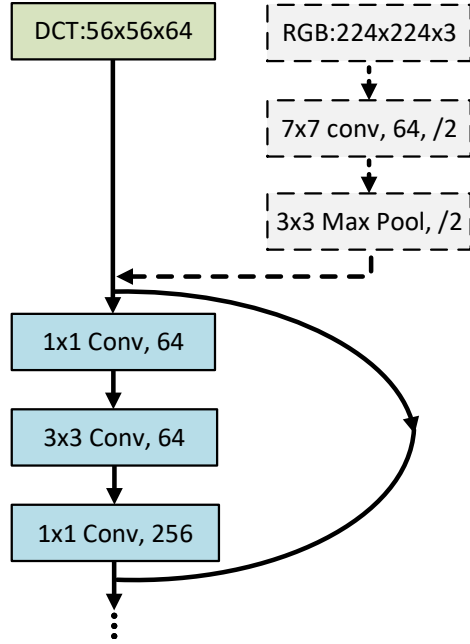 DCT:56x56x64
RGB:224x224x3
7x7 conv, 64, /2
3x3 Max Pool, /2
1x1 Conv, 64
3x3 Conv, 64
1x1 Conv, 256